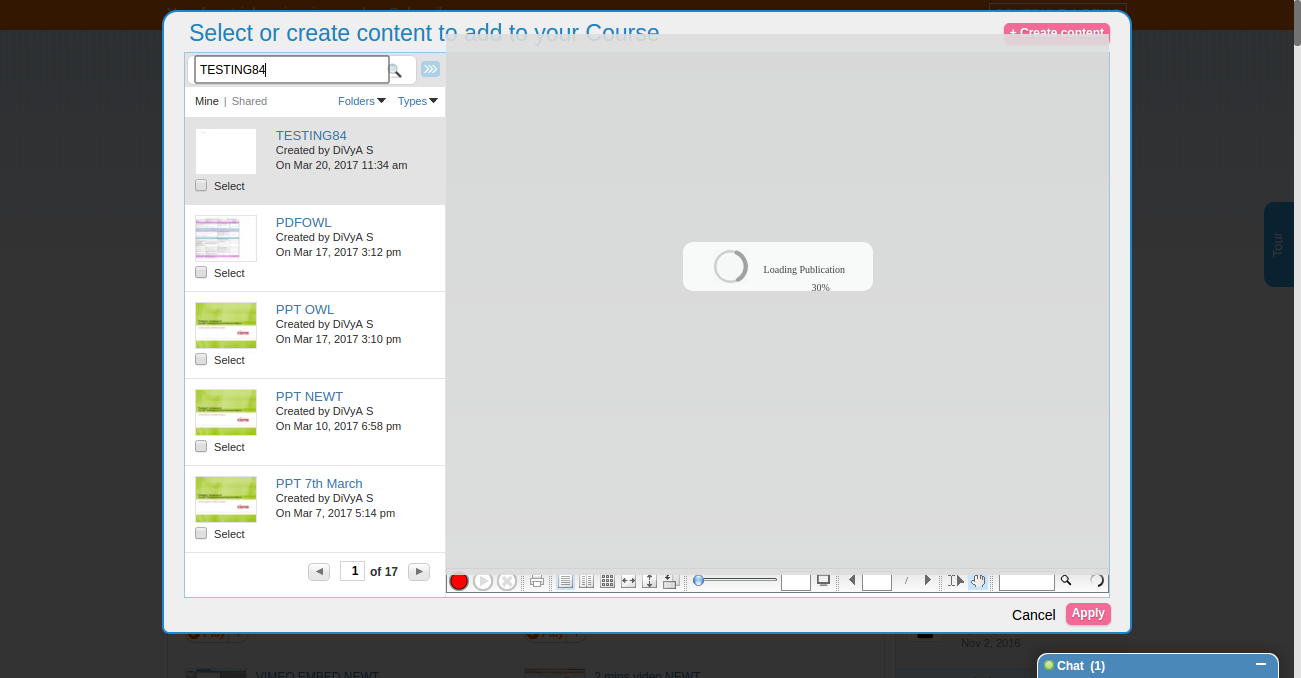 Select or create content to add to your Course
+ Create content
TESTING84
Mine | Shared
Folders
Types
TESTING84
Created by DiVyA S
On Mar 20, 2017 11:34 am
Select
PDFOWL
Created by DiVyA S
On Mar 17, 2017 3:12 pm
Select
PPT OWL
Created by DiVyA S
On Mar 17, 2017 3:10 pm
Select
PPT NEWT
Created by DiVyA S
On Mar 10, 2017 6:58 pm
Select
PPT 7th March
Created by DiVyA S
On Mar 7, 2017 5:14 pm
Select
1 of 17
Loading Publication
30%
/
Cancel
Apply
Tour
Nov 2, 2016
VIMEO EMBED NEWT
2 mins video NEWT
Chat (1)